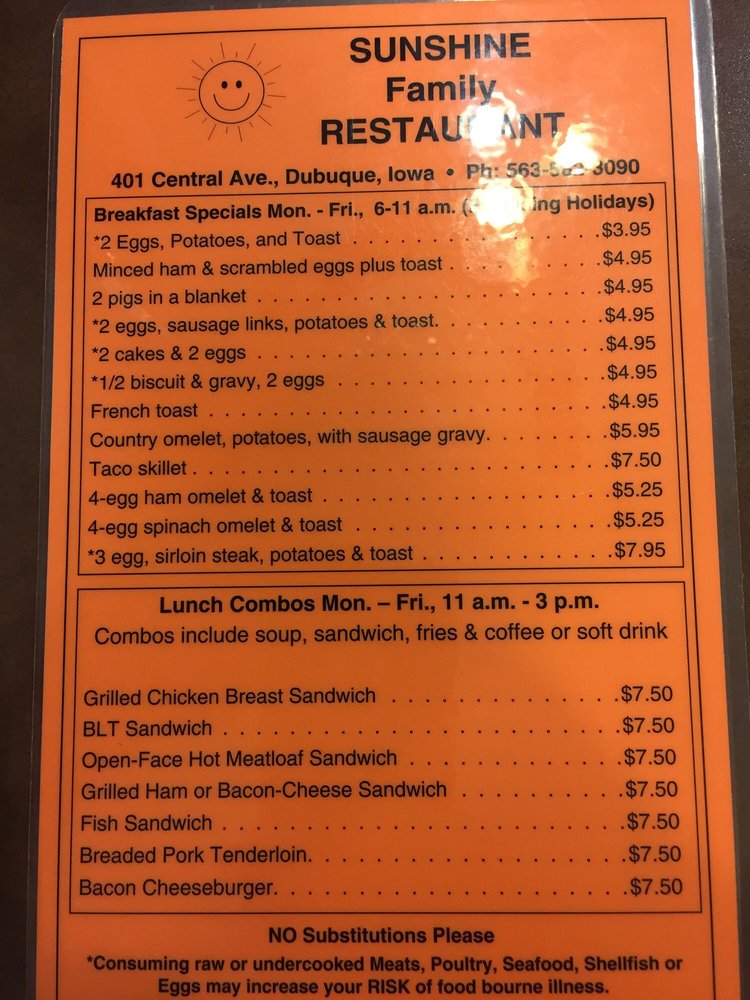 SUNSHINE
Family
RESTAURANT
401 Central Ave., Dubuque, Iowa • Ph: 3090
Breakfast Specials Mon. - Fri., 6-11 a.m. Holidays)
*2 Eggs, Potatoes, and Toast . . . . . . . . . . . . . . . . . $3.95
Minced ham & scrambled eggs plus toast . . . . . . . . . . $4.95
2 pigs in a blanket . . . . . . . . . . . . . . . . . . . . . . . . $4.95
*2 eggs, sausage links, potatoes & toast. . . . . . . . . . . $4.95
*2 cakes & 2 eggs . . . . . . . . . . . . . . . . . . . . . . . . $4.95
*1/2 biscuit & gravy, 2 eggs . . . . . . . . . . . . . . . . . . $4.95
French toast . . . . . . . . . . . . . . . . . . . . . . . . . . . $4.95
Country omelet, potatoes, with sausage gravy. . . . . . . . $5.95
Taco skillet . . . . . . . . . . . . . . . . . . . . . . . . . . . . $7.50
4-egg ham omelet & toast . . . . . . . . . . . . . . . . . . . $5.25
4-egg spinach omelet & toast . . . . . . . . . . . . . . . . . $5.25
*3 egg, sirloin steak, potatoes & toast . . . . . . . . . . . . $7.95
Lunch Combos Mon. – Fri., 11 a.m. - 3 p.m.
Combos include soup, sandwich, fries & coffee or soft drink
Grilled Chicken Breast Sandwich . . . . . . . . . . . . . . $7.50
BLT Sandwich . . . . . . . . . . . . . . . . . . . . . . . . . . $7.50
Open-Face Hot Meatloaf Sandwich . . . . . . . . . . . . . $7.50
Grilled Ham or Bacon-Cheese Sandwich . . . . . . . . . . $7.50
Fish Sandwich . . . . . . . . . . . . . . . . . . . . . . . . . . $7.50
Breaded Pork Tenderloin. . . . . . . . . . . . . . . . . . . . $7.50
Bacon Cheeseburger. . . . . . . . . . . . . . . . . . . . . . $7.50
NO Substitutions Please
*Consuming raw or undercooked Meats, Poultry, Seafood, Shellfish or
Eggs may increase your RISK of food bourne illness.